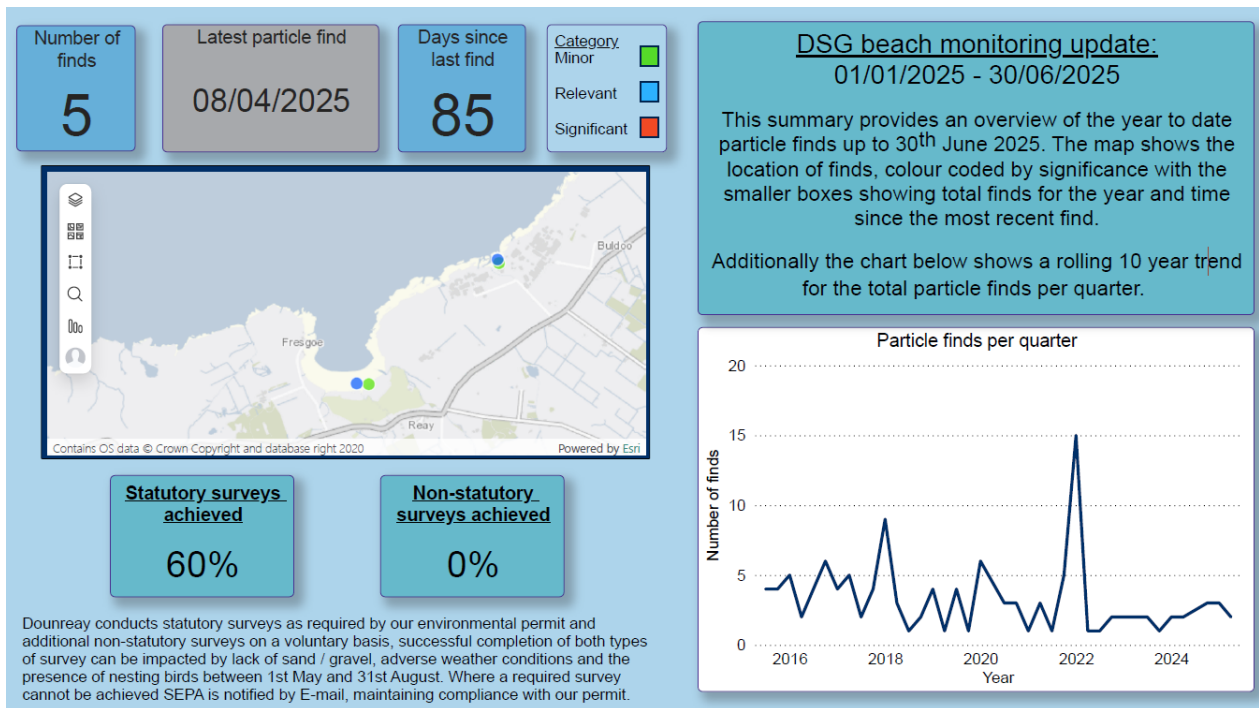 Number of
finds
5
Latest particle find
08/04/2025
Days since
last find
85
Category
Minor
Relevant
Significant
DSG beach monitoring update:
01/01/2025 - 30/06/2025
This summary provides an overview of the year to date
particle finds up to 30th June 2025. The map shows the
location of finds, colour coded by significance with the
smaller boxes showing total finds for the year and time
since the most recent find.
Additionally the chart below shows a rolling 10 year trend
for the total particle finds per quarter.
Buldoo
Fresgoe
Reay
Contains OS data © Crown Copyright and database right 2020
Powered by Esri
Statutory surveys
achieved
60%
Non-statutory
surveys achieved
0%
Dounreay conducts statutory surveys as required by our environmental permit and
additional non-statutory surveys on a voluntary basis, successful completion of both types
of survey can be impacted by lack of sand / gravel, adverse weather conditions and the
presence of nesting birds between 1st May and 31st August. Where a required survey
cannot be achieved SEPA is notified by E-mail, maintaining compliance with our permit.
Particle finds per quarter
Number of finds
20
15
10
5
0
2016
2018
2020
2022
2024
Year